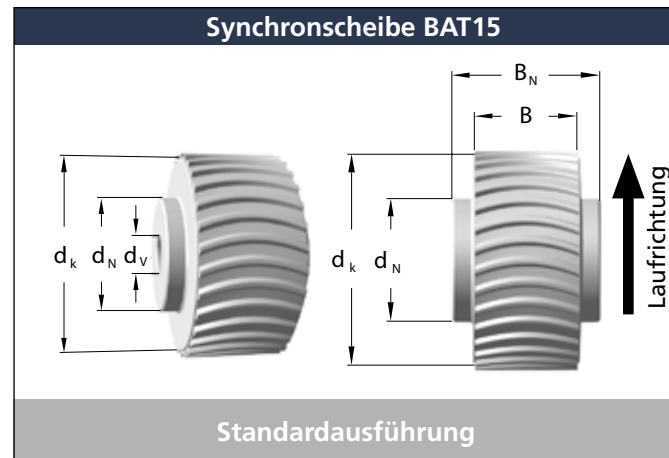 Synchronscheibe BAT15
B_N
B
d_k d_N d_V
d_k d_N
Laufrichtung
Standardausführung